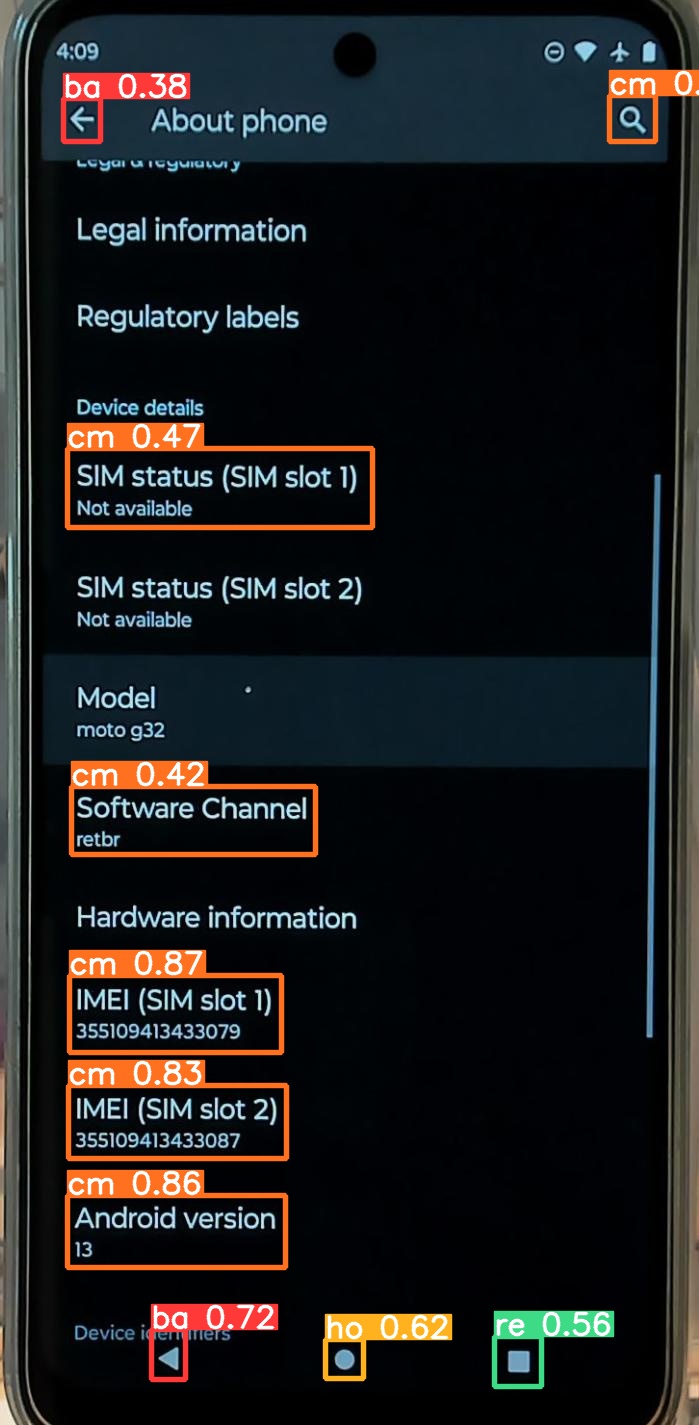 4:09
ba 0.38
cm 0.
About phone
Legal & regulatory
Legal information
Regulatory labels
Device details
cm 0.47
SIM status (SIM slot 1)
Not available
SIM status (SIM slot 2)
Not available
Model
moto g32
cm 0.42
Software Channel
retbr
Hardware information
cm 0.87
IMEI (SIM slot 1)
355109413433079
cm 0.83
IMEI (SIM slot 2)
355109413433087
cm 0.86
Android version
13
ba 0.72
Device identifiers
ho 0.62
re 0.56